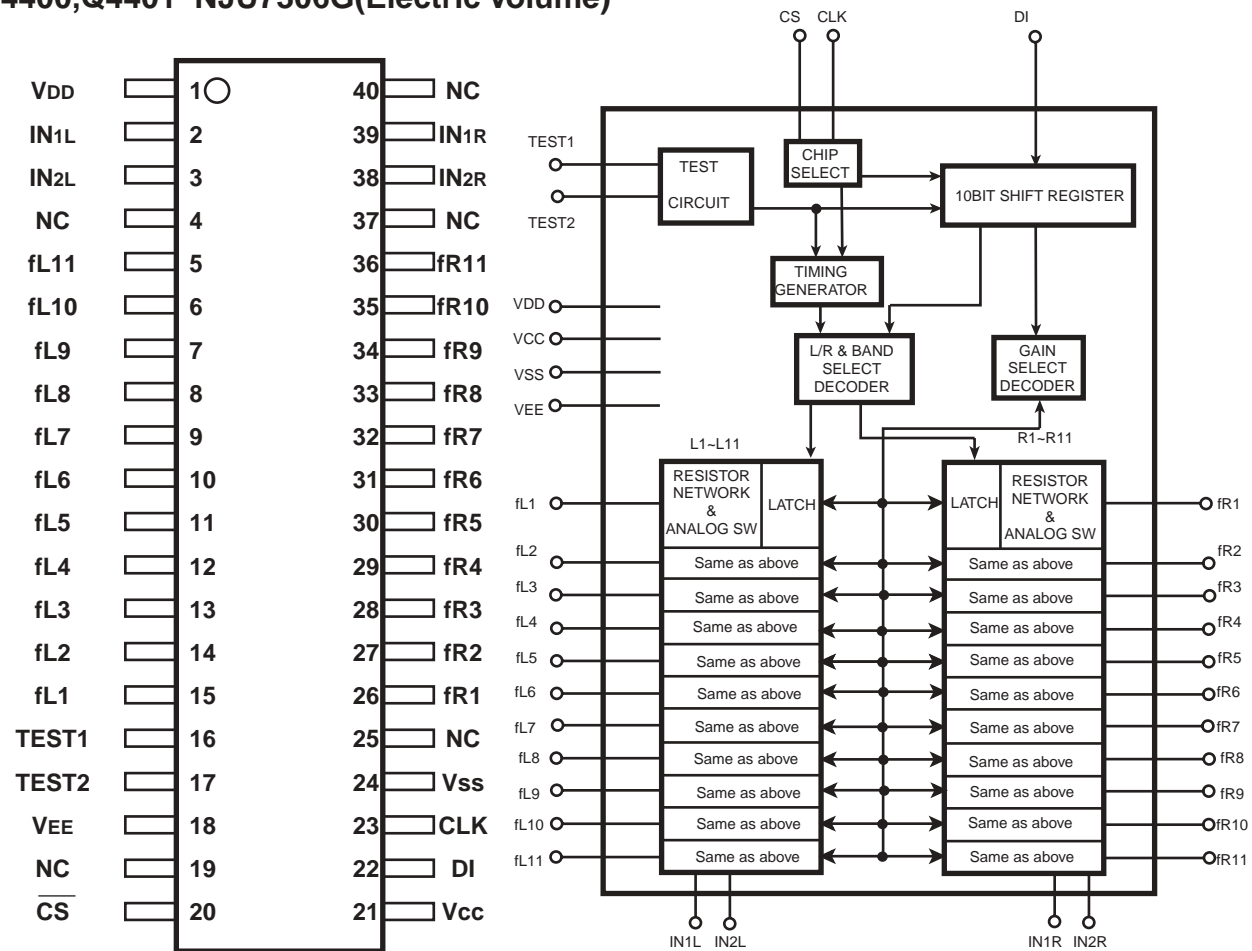 4400,Q4401 NJU7306G(Electric volume)
VDD 1 40 NC
IN1L 2 39 IN1R
IN2L 3 38 IN2R
NC 4 37 NC
fL11 5 36 fR11
fL10 6 35 fR10
fL9 7 34 fR9
fL8 8 33 fR8
fL7 9 32 fR7
fL6 10 31 fR6
fL5 11 30 fR5
fL4 12 29 fR4
fL3 13 28 fR3
fL2 14 27 fR2
fL1 15 26 fR1
TEST1 16 25 NC
TEST2 17 24 Vss
VEE 18 23 CLK
NC 19 22 DI
CS 20 21 Vcc
CS CLK DI
TEST1
TEST2
TEST
CIRCUIT
CHIP
SELECT
10BIT SHIFT REGISTER
TIMING
GENERATOR
VDD
VCC
VSS
VEE
L/R & BAND
SELECT
DECODER
GAIN
SELECT
DECODER
L1~L11
R1~R11
RESISTOR
NETWORK
&
ANALOG SW
LATCH
LATCH
RESISTOR
NETWORK
&
ANALOG SW
fL1 fR1
fL2 Same as above Same as above fR2
fL3 Same as above Same as above fR3
fL4 Same as above Same as above fR4
fL5 Same as above Same as above fR5
fL6 Same as above Same as above fR6
fL7 Same as above Same as above fR7
fL8 Same as above Same as above fR8
fL9 Same as above Same as above fR9
fL10 Same as above Same as above fR10
fL11 Same as above Same as above fR11
IN1L IN2L IN1R IN2R